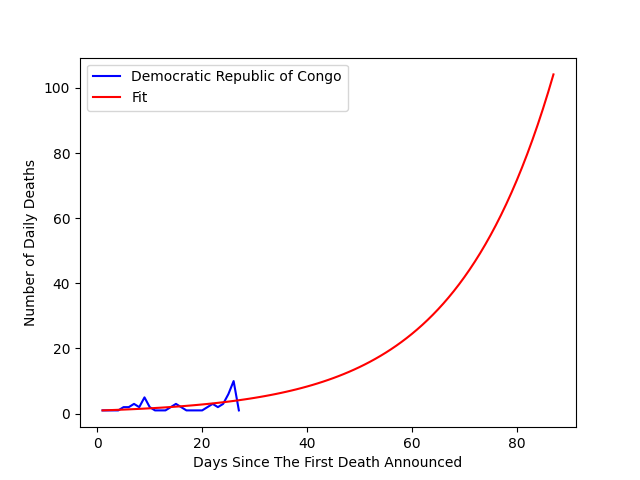 Democratic Republic of Congo
Fit
100
80
60
40
20
0
Number of Daily Deaths
0 20 40 60 80
Days Since The First Death Announced